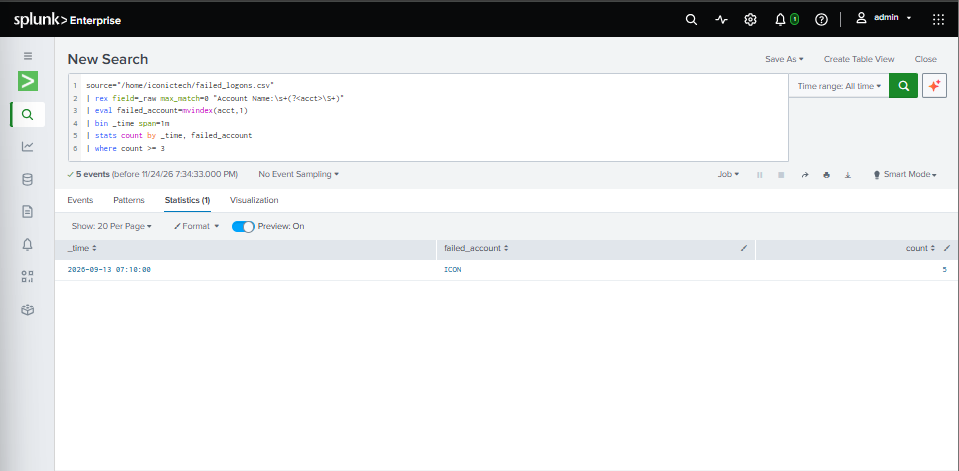 splunk> Enterprise 1 admin
New Search Save As Create Table View Close
1 source="/home/iconictech/failed_logons.csv"
2 | rex field=_raw max_match=0 "Account Name:\s+(?<acct>\S+)"
3 | eval failed_account=mvindex(acct,1)
4 | bin _time span=1m
5 | stats count by _time, failed_account
6 | where count >= 3
Time range: All time
✓ 5 events (before 11/24/26 7:34:33.000 PM) No Event Sampling Job Smart Mode
Events Patterns Statistics (1) Visualization
Show: 20 Per Page Format Preview: On
_time failed_account count
2026-09-13 07:10:00 ICON 5